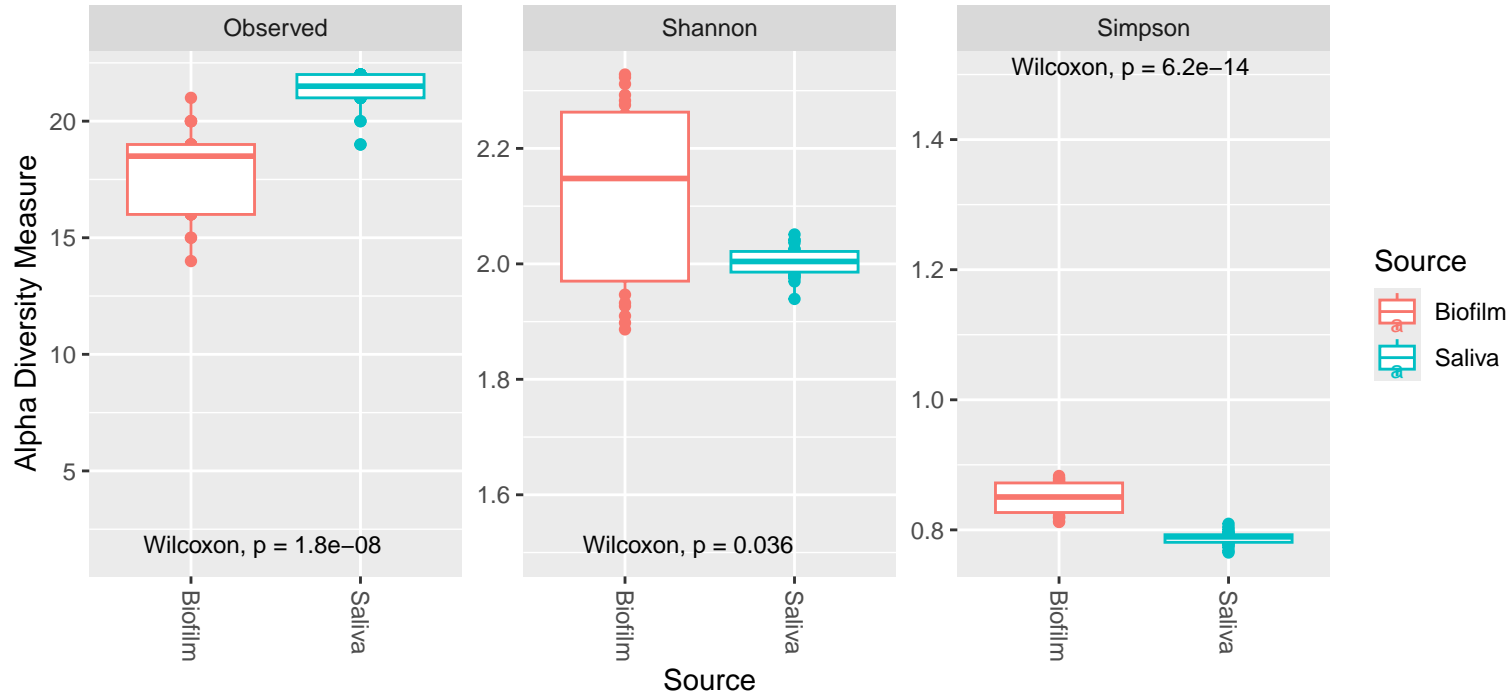 Observed
Shannon
Simpson
Alpha Diversity Measure
20
15
10
5
Wilcoxon, p = 1.8e−08
Biofilm
Saliva
2.2
2.0
1.8
1.6
Wilcoxon, p = 0.036
Biofilm
Saliva
Wilcoxon, p = 6.2e−14
1.4
1.2
1.0
0.8
Biofilm
Saliva
Source
Source
a
Biofilm
a
Saliva